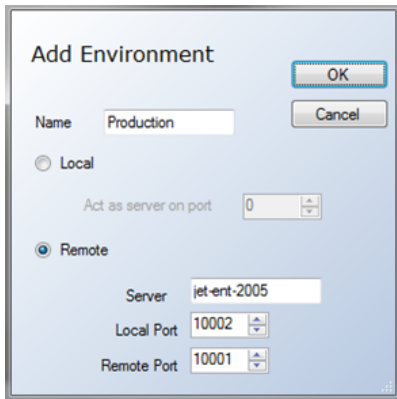 Add Environment
OK
Name Production
Cancel
Local
Act as server on port 0
Remote
Server jet-ent-2005
Local Port 10002
Remote Port 10001